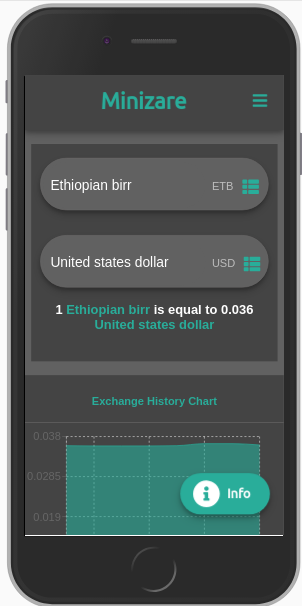 Minizare
Ethiopian birr ETB
United states dollar USD
1 Ethiopian birr is equal to 0.036
United states dollar
Exchange History Chart
0.038
0.0285
0.019
Info